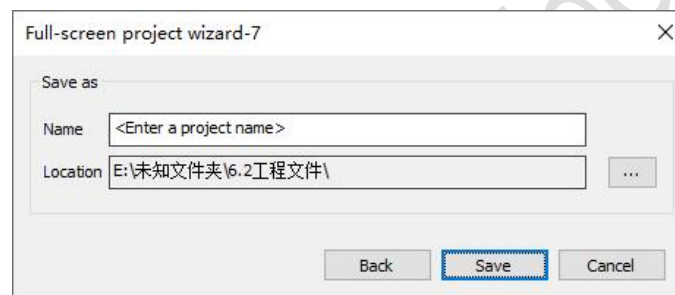 Full-screen project wizard-7
Save as
Name <Enter a project name>
Location E:\未知文件夹\6.2工程文件\ ...
Back Save Cancel